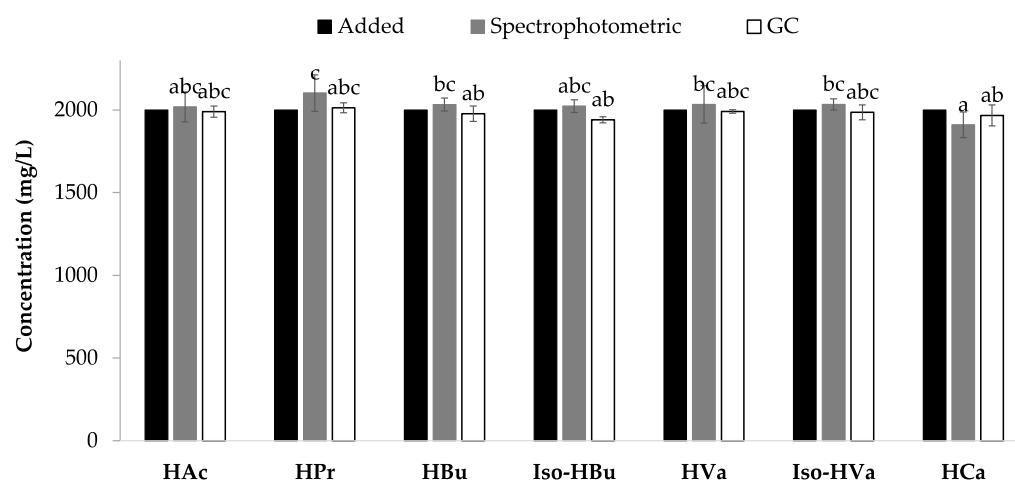 Added Spectrophotometric GC
abc abc c abc bc ab abc ab bc abc bc abc a ab
2000
1500
1000
500
0
Concentration (mg/L)
HAc HPr HBu Iso-HBu HVa Iso-HVa HCa